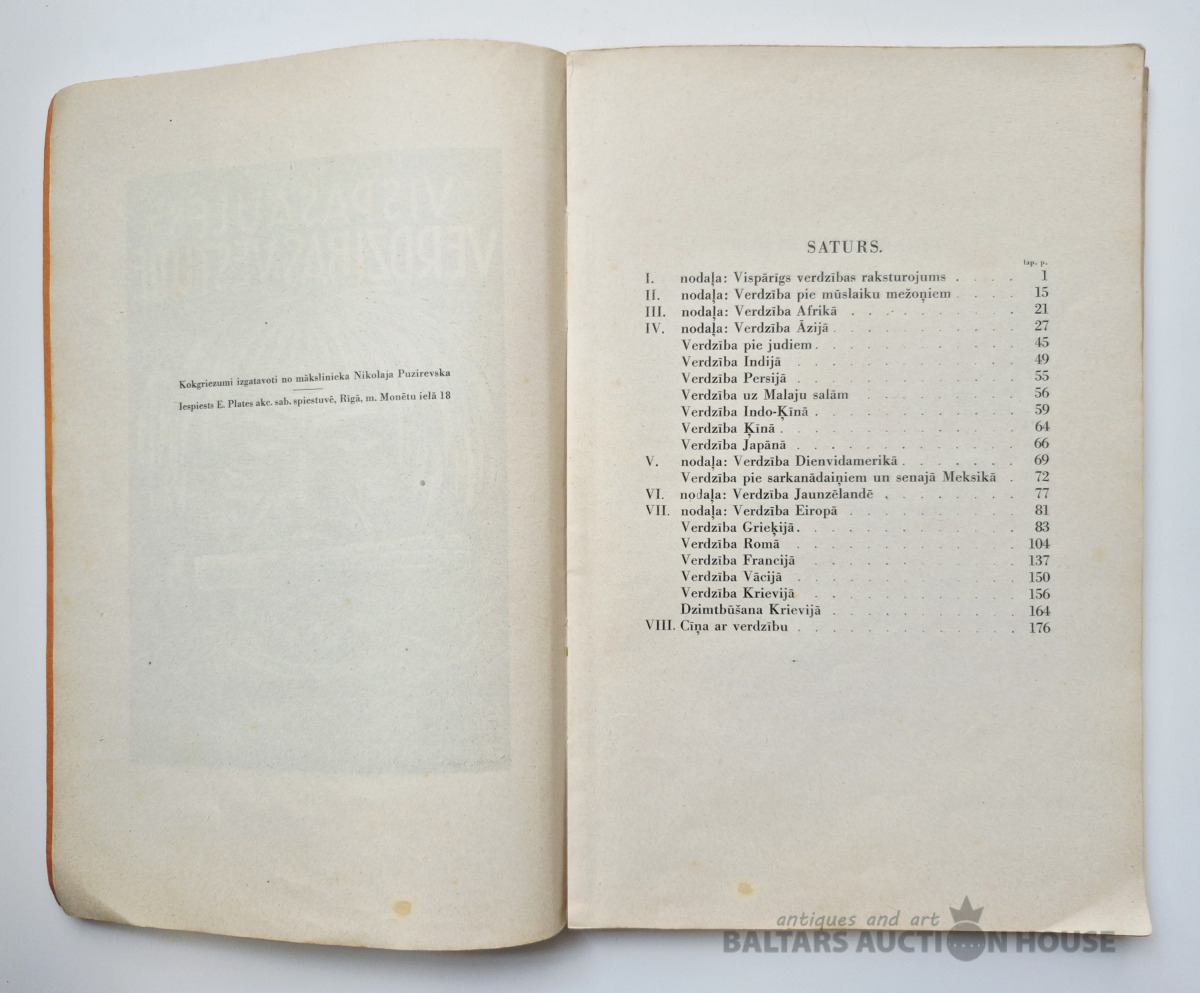 VISPASAULES
VERDZIBAS VESTURE
Kokgriezumi izgatavoti no mākslinieka Nikolaja Puzirevska
Iespiests E. Plates akc. sab. spiestuvē, Rīgā, m. Monētu ielā 18
SATURS.
lap. p.
I. nodaļa: Vispārīgs verdzības raksturojums . . . . 1
II. nodaļa: Verdzība pie mūslaiku mežoņiem . . . . 15
III. nodaļa: Verdzība Afrikā . . . . . . . . . . 21
IV. nodaļa: Verdzība Āzijā . . . . . . . . . . . 27
Verdzība pie judiem . . . . . . . . . . . . 45
Verdzība Indijā . . . . . . . . . . . . . 49
Verdzība Persijā . . . . . . . . . . . . . 55
Verdzība uz Malaju salām . . . . . . . . . . 56
Verdzība Indo-Ķīnā . . . . . . . . . . . . 59
Verdzība Ķīnā . . . . . . . . . . . . . . 64
Verdzība Japānā . . . . . . . . . . . . . 66
V. nodaļa: Verdzība Dienvidamerikā . . . . . . . 69
Verdzība pie sarkanādaiņiem un senajā Meksikā . 72
VI. nodaļa: Verdzība Jaunzēlandē . . . . . . . . 77
VII. nodaļa: Verdzība Eiropā . . . . . . . . . . 81
Verdzība Grieķijā . . . . . . . . . . . . . 83
Verdzība Romā . . . . . . . . . . . . . 104
Verdzība Francijā . . . . . . . . . . . . 137
Verdzība Vācijā . . . . . . . . . . . . . 150
Verdzība Krievijā . . . . . . . . . . . . 156
Dzimtbūšana Krievijā . . . . . . . . . . . 164
VIII. Cīņa ar verdzību . . . . . . . . . . . . 176
antiques and art
BALTARS AUCTION HOUSE